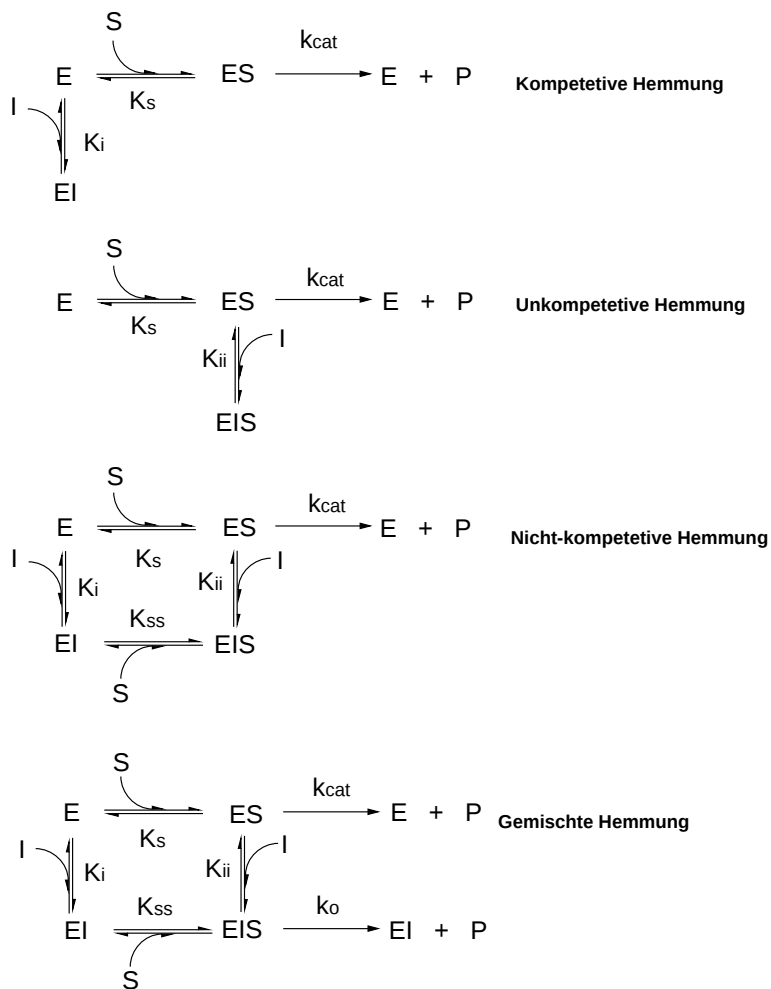 S
kcat
E ES E + P Kompetetive Hemmung
Ks
I
Ki
EI
S
kcat
E ES E + P Unkompetetive Hemmung
Ks
I
Kii
EIS
S
kcat
E ES E + P Nicht-kompetetive Hemmung
Ks
I Ki Kii I
Kss
EI EIS
S
S
kcat
E ES E + P Gemischte Hemmung
Ks
I Ki Kii I
Kss ko
EI EIS EI + P
S